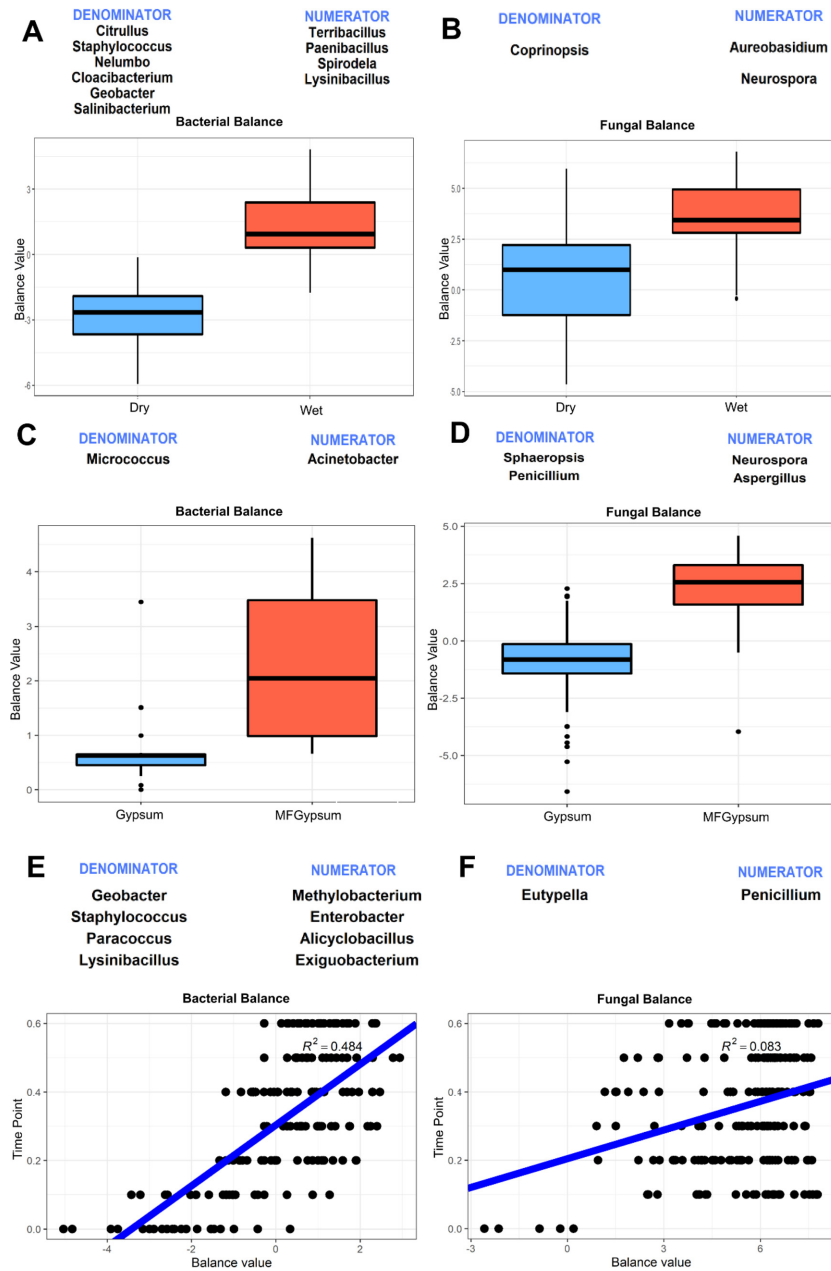 A
DENOMINATOR
Citrullus
Staphylococcus
Nelumbo
Cloacibacterium
Geobacter
Salinibacterium
NUMERATOR
Terribacillus
Paenibacillus
Spirodela
Lysinibacillus
Bacterial Balance
Balance Value
3
0
-3
-6
Dry
Wet
B
DENOMINATOR
Coprinopsis
NUMERATOR
Aureobasidium
Neurospora
Fungal Balance
Balance Value
5.0
2.5
0.0
-2.5
-5.0
Dry
Wet
C
DENOMINATOR
Micrococcus
NUMERATOR
Acinetobacter
Bacterial Balance
Balance Value
4
3
2
1
0
Gypsum
MFGypsum
D
DENOMINATOR
Sphaeropsis
Penicillium
NUMERATOR
Neurospora
Aspergillus
Fungal Balance
Balance Value
5.0
2.5
0.0
-2.5
-5.0
Gypsum
MFGypsum
E
DENOMINATOR
Geobacter
Staphylococcus
Paracoccus
Lysinibacillus
NUMERATOR
Methylobacterium
Enterobacter
Alicyclobacillus
Exiguobacterium
Bacterial Balance
R² = 0.484
Time Point
0.6
0.4
0.2
0.0
-4
-2
0
2
Balance value
F
DENOMINATOR
Eutypella
NUMERATOR
Penicillium
Fungal Balance
R² = 0.083
Time Point
0.6
0.4
0.2
0.0
-3
0
3
6
Balance value